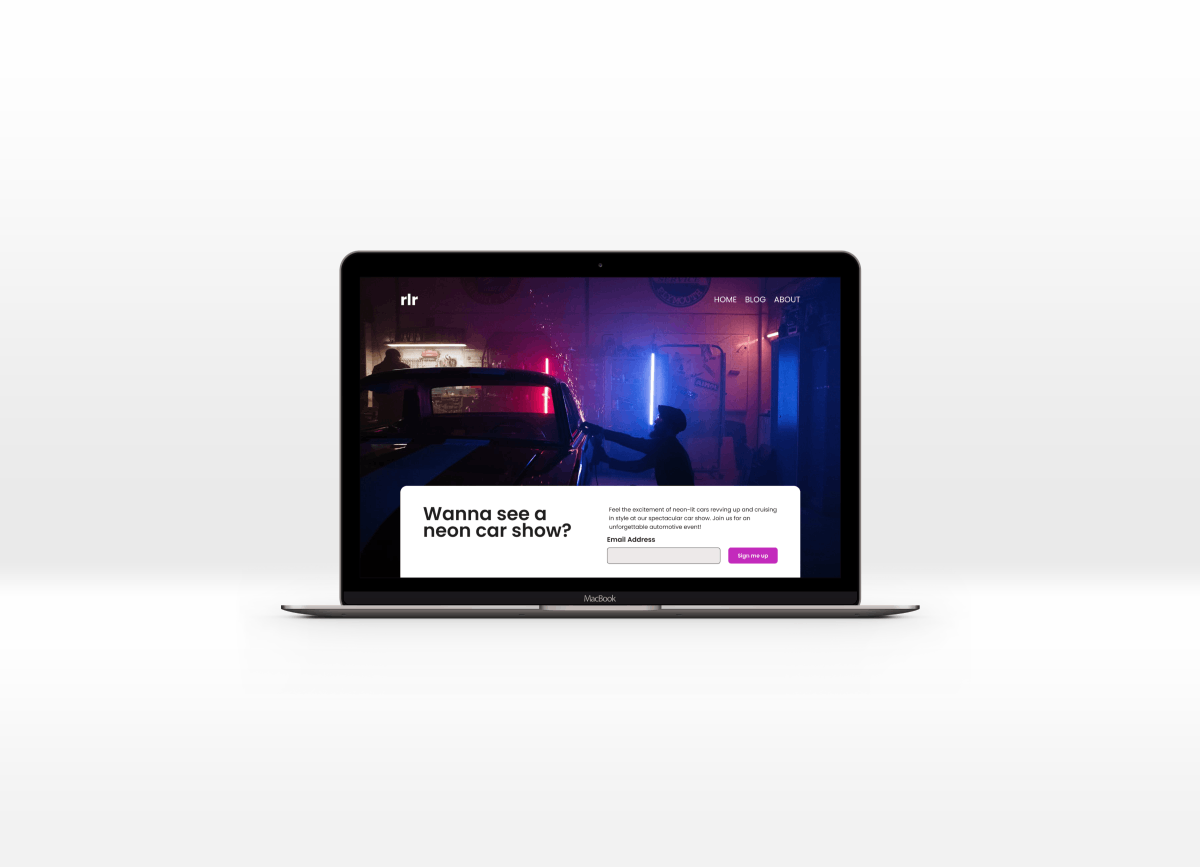 rlr
HOME BLOG ABOUT
PLYMOUTH
Wanna see a
neon car show?
Feel the excitement of neon-lit cars revving up and cruising
in style at our spectacular car show. Join us for an
unforgettable automotive event!
Email Address
Sign me up
MacBook